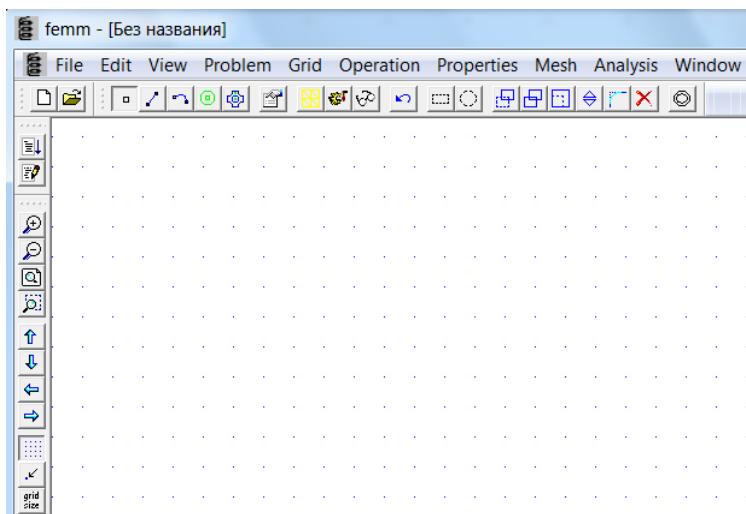 femm - [Без названия]
File Edit View Problem Grid Operation Properties Mesh Analysis Window
grid
size